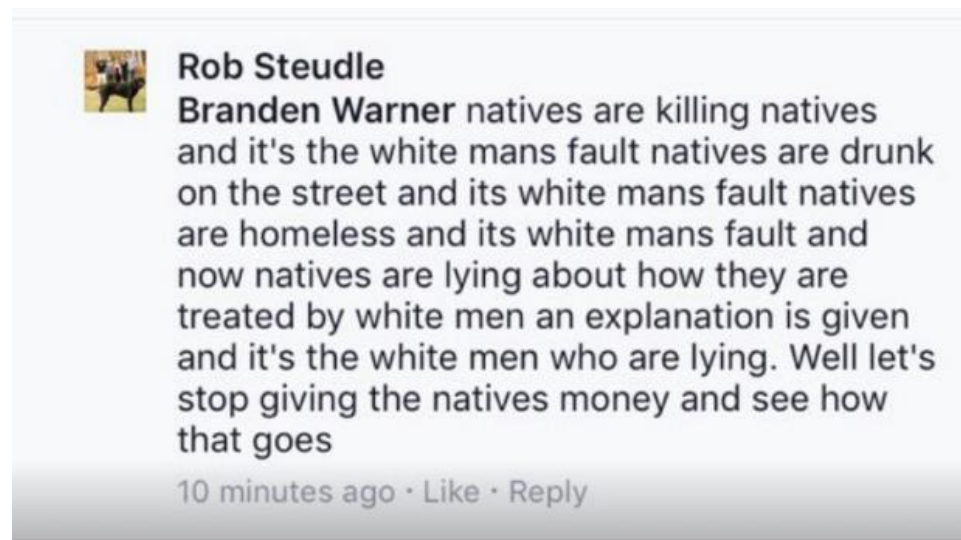 Rob Steudle
Branden Warner natives are killing natives
and it's the white mans fault natives are drunk
on the street and its white mans fault natives
are homeless and its white mans fault and
now natives are lying about how they are
treated by white men an explanation is given
and it's the white men who are lying. Well let's
stop giving the natives money and see how
that goes
10 minutes ago · Like · Reply